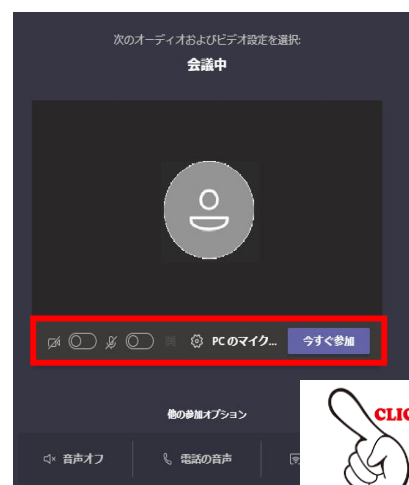 次のオーディオおよびビデオ設定を選択:
会議中
PC のマイク... 今すぐ参加
他の参加オプション
音声オフ 電話の音声